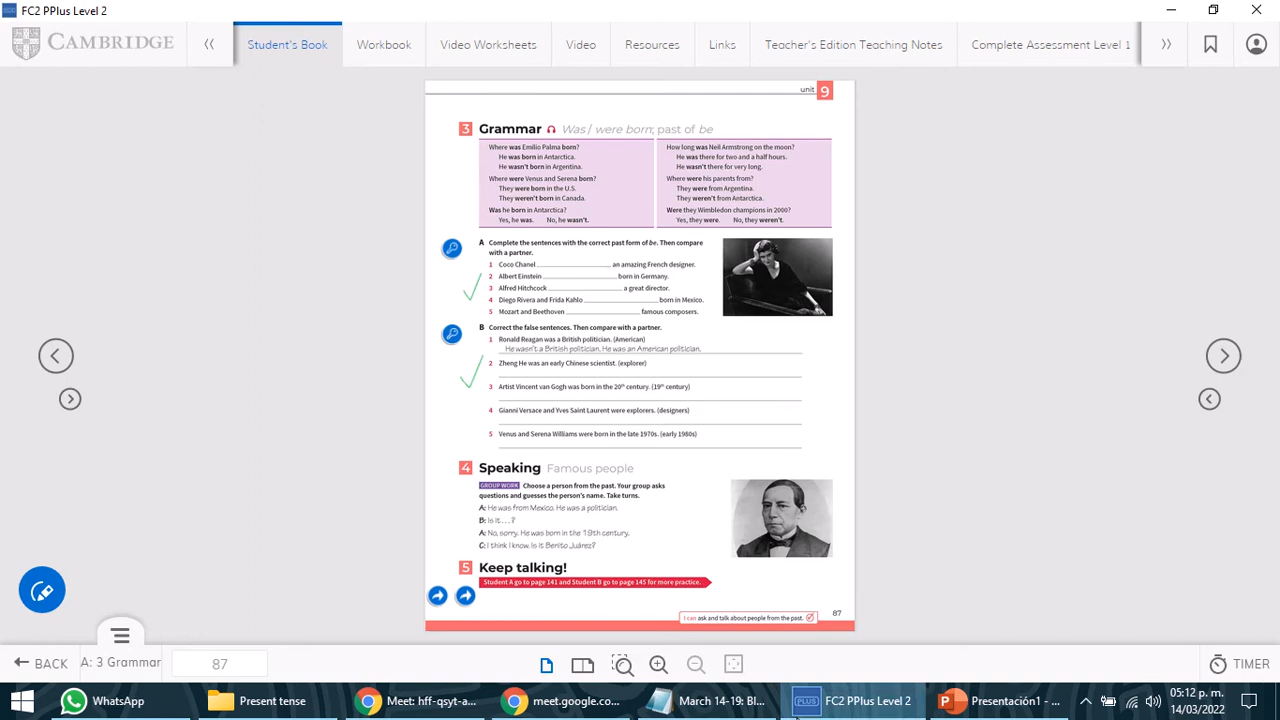 FC2 PPlus Level 2
CAMBRIDGE
Student's Book
Workbook
Video Worksheets
Video
Resources
Links
Teacher's Edition Teaching Notes
Complete Assessment Level 1
unit 9
3 Grammar Was / were born; past of be
Where was Emilio Palma born?
He was born in Antarctica.
He wasn't born in Argentina.
Where were Venus and Serena born?
They were born in the U.S.
They weren't born in Canada.
Was he born in Antarctica?
Yes, he was. No, he wasn't.
How long was Neil Armstrong on the moon?
He was there for two and a half hours.
He wasn't there for very long.
Where were his parents from?
They were from Argentina.
They weren't from Antarctica.
Were they Wimbledon champions in 2000?
Yes, they were. No, they weren't.
A Complete the sentences with the correct past form of be. Then compare
with a partner.
1 Coco Chanel ____________ an amazing French designer.
2 Albert Einstein ____________ born in Germany.
3 Alfred Hitchcock ____________ a great director.
4 Diego Rivera and Frida Kahlo ____________ born in Mexico.
5 Mozart and Beethoven ____________ famous composers.
B Correct the false sentences. Then compare with a partner.
1 Ronald Reagan was a British politician. (American)
He wasn't a British politician. He was an American politician.
2 Zheng He was an early Chinese scientist. (explorer)
3 Artist Vincent van Gogh was born in the 20th century. (19th century)
4 Gianni Versace and Yves Saint Laurent were explorers. (designers)
5 Venus and Serena Williams were born in the late 1970s. (early 1980s)
4 Speaking Famous people
GROUP WORK Choose a person from the past. Your group asks
questions and guesses the person's name. Take turns.
A: He was from Mexico. He was a politician.
B: Is it . . . ?
A: No, sorry. He was born in the 19th century.
C: I think I know. Is it Benito Juárez?
5 Keep talking!
Student A go to page 141 and Student B go to page 145 for more practice.
I can ask and talk about people from the past.
87
BACK
A: 3 Grammar
87
TIMER
WhatsApp
Present tense
Meet: hff-qsyt-a...
meet.google.co...
March 14-19: Bl...
PLUS
FC2 PPlus Level 2
Presentación1 - ...
05:12 p. m.
14/03/2022